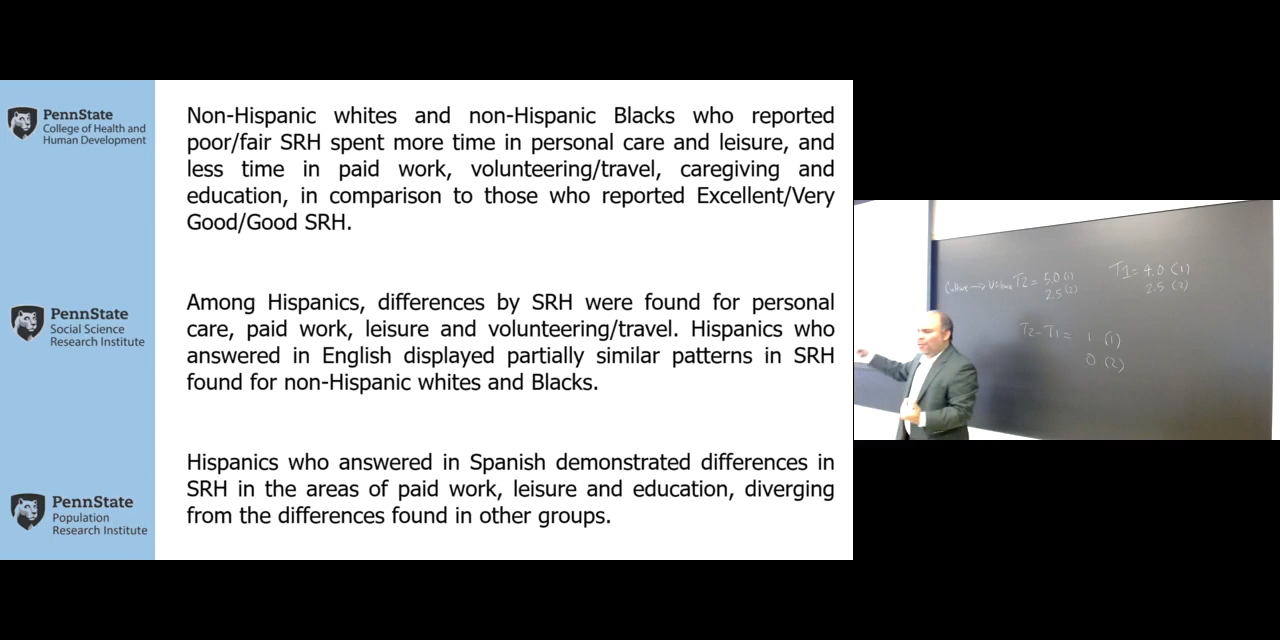 PennState
College of Health and
Human Development
PennState
Social Science
Research Institute
PennState
Population
Research Institute
Non-Hispanic whites and non-Hispanic Blacks who reported
poor/fair SRH spent more time in personal care and leisure, and
less time in paid work, volunteering/travel, caregiving and
education, in comparison to those who reported Excellent/Very
Good/Good SRH.
Among Hispanics, differences by SRH were found for personal
care, paid work, leisure and volunteering/travel. Hispanics who
answered in English displayed partially similar patterns in SRH
found for non-Hispanic whites and Blacks.
Hispanics who answered in Spanish demonstrated differences in
SRH in the areas of paid work, leisure and education, diverging
from the differences found in other groups.
Culture → T2 = 5.0 (1)
2.5 (2)
T1 = 4.0 (1)
2.5 (2)
T2-T1 = 1 (1)
0 (2)